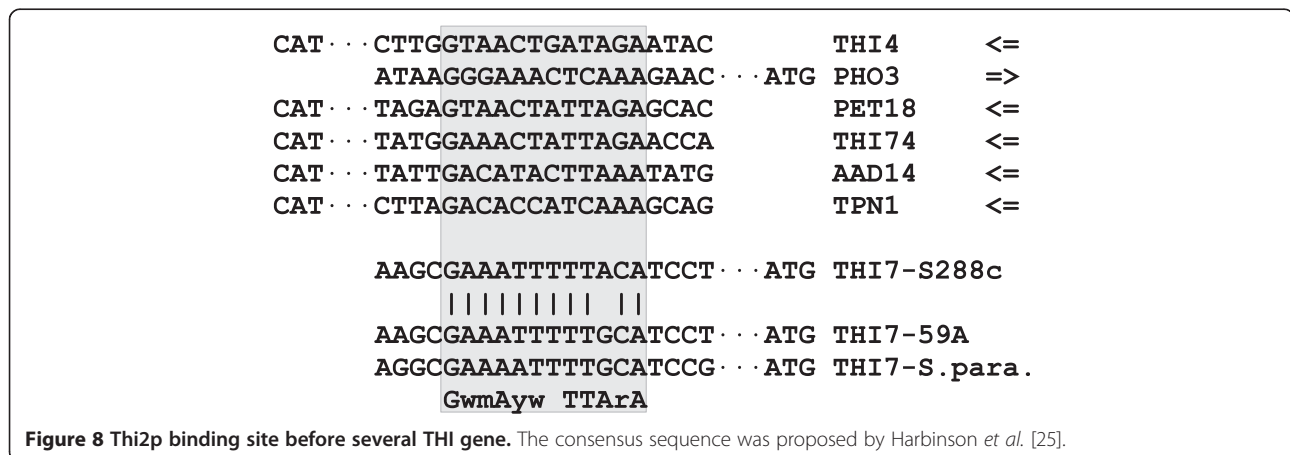 CAT···CTTGGTAACTGATAGAATAC THI4 <=
ATAAGGGAAACTCAAAGAAC···ATG PHO3 =>
CAT···TAGAGTAACTATTAGAGCAC PET18 <=
CAT···TATGGAAACTATTAGAACCA THI74 <=
CAT···TATTGACATACTTAAATATG AAD14 <=
CAT···CTTAGACACCATCAAAGCAG TPN1 <=
AAGCGAAATTTTTACATCCT···ATG THI7-S288c
||||||||| ||
AAGCGAAATTTTTGCATCCT···ATG THI7-59A
AGGCGAAAATTTTGCATCCG···ATG THI7-S.para.
GwmAyw TTArA
Figure 8 Thi2p binding site before several THI gene. The consensus sequence was proposed by Harbinson et al. [25].